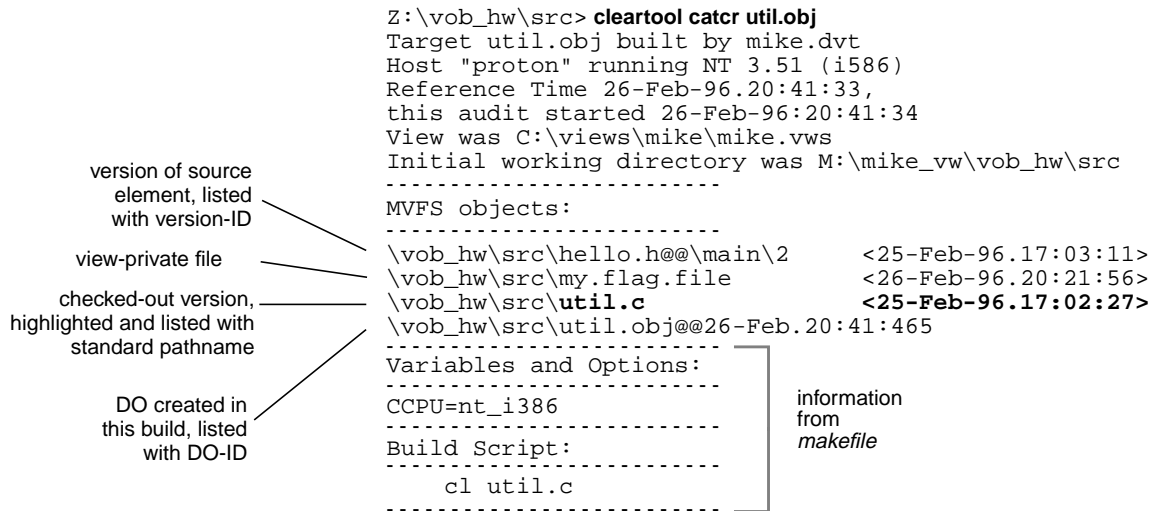 Z:\vob_hw\src> cleartool catcr util.obj
Target util.obj built by mike.dvt
Host "proton" running NT 3.51 (i586)
Reference Time 26-Feb-96.20:41:33,
this audit started 26-Feb-96:20:41:34
View was C:\views\mike\mike.vws
Initial working directory was M:\mike_vw\vob_hw\src
---------------------------
MVFS objects:
---------------------------
version of source
element, listed
with version-ID
\vob_hw\src\hello.h@@\main\2 <25-Feb-96.17:03:11>
view-private file
\vob_hw\src\my.flag.file <26-Feb-96.20:21:56>
checked-out version,
highlighted and listed with
standard pathname
\vob_hw\src\util.c <25-Feb-96.17:02:27>
DO created in
this build, listed
with DO-ID
\vob_hw\src\util.obj@@26-Feb.20:41:465
---------------------------
Variables and Options:
---------------------------
CCPU=nt_i386
---------------------------
Build Script:
---------------------------
cl util.c
---------------------------
information
from
makefile